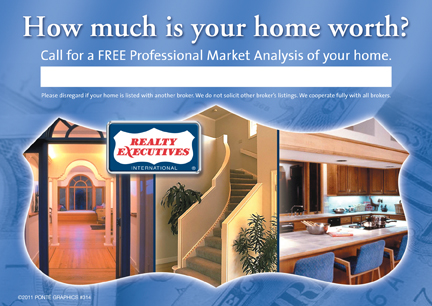 How much is your home worth?
Call for a FREE Professional Market Analysis of your home.
Please disregard if your home is listed with another broker. We do not solicit other broker's listings. We cooperate fully with all brokers
REALTY
EXECUTIVES
INTERNATIONAL
®
©2011 PONTE GRAPHICS #314